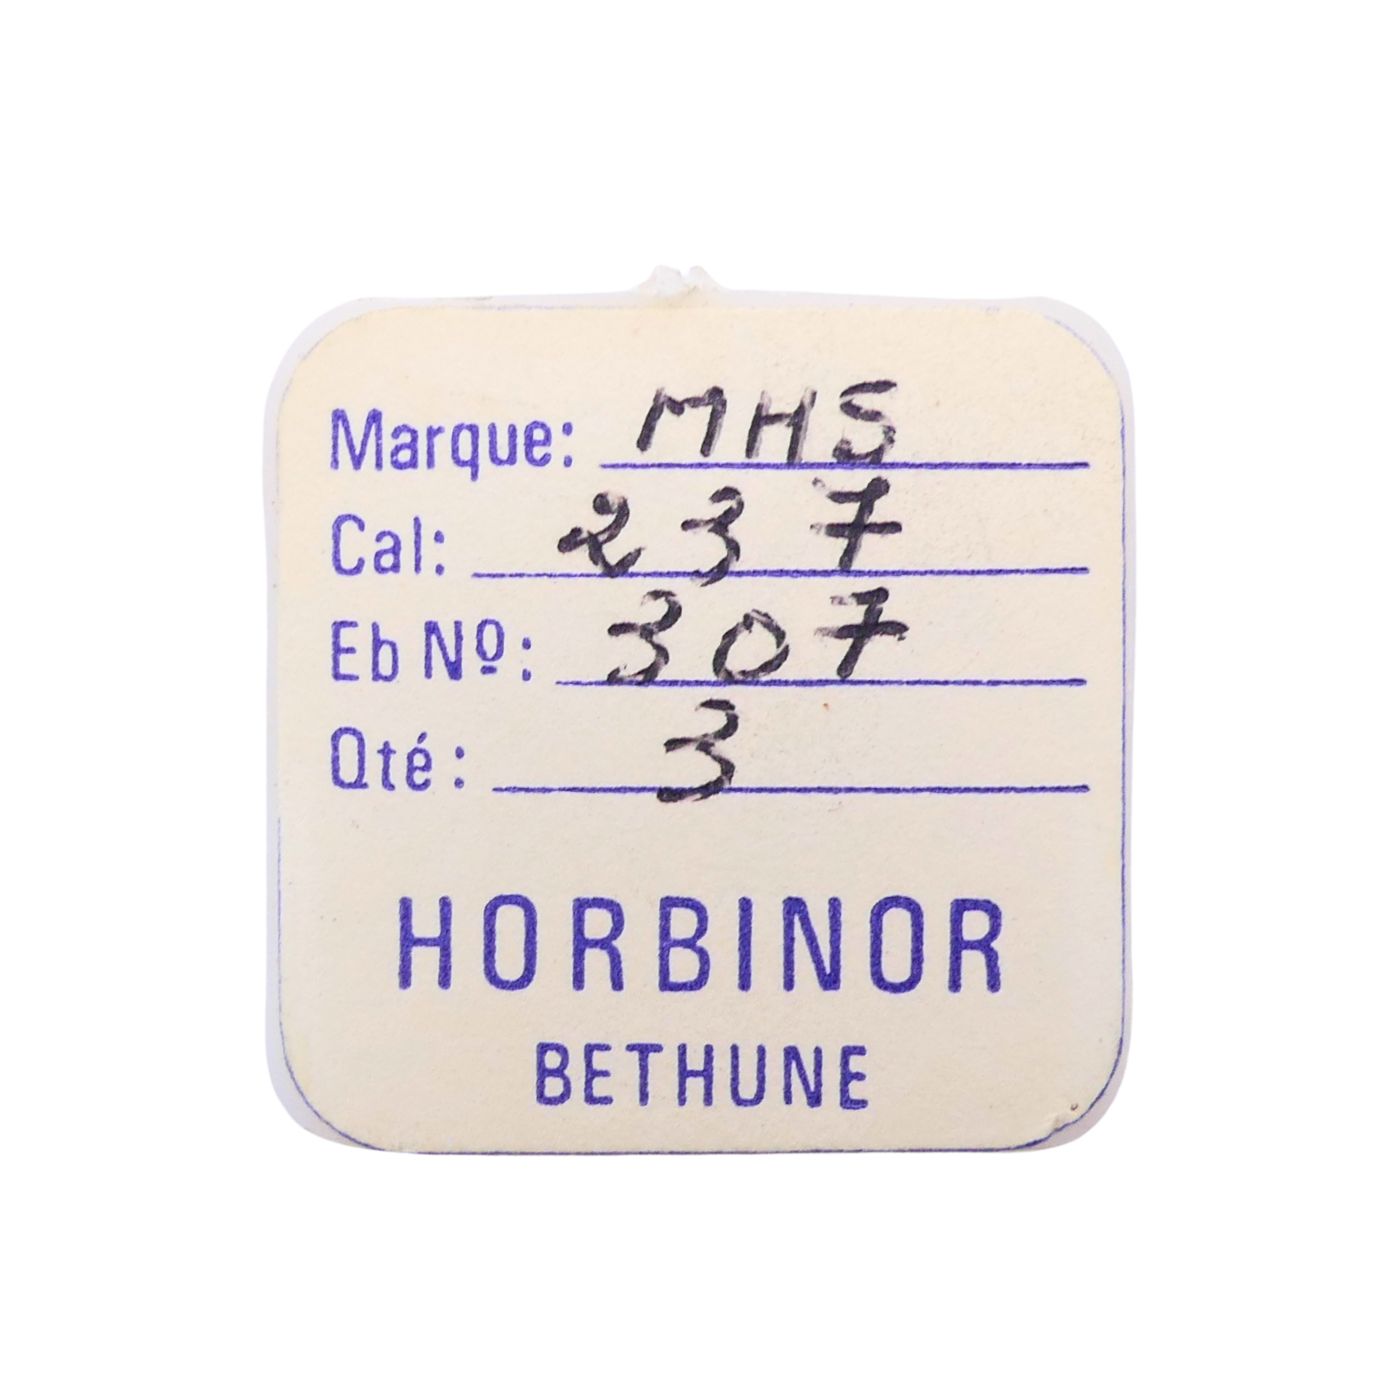 Marque: MHS
Cal: 237
Eb Nº: 307
Qté: 3
HORBINOR
BETHUNE